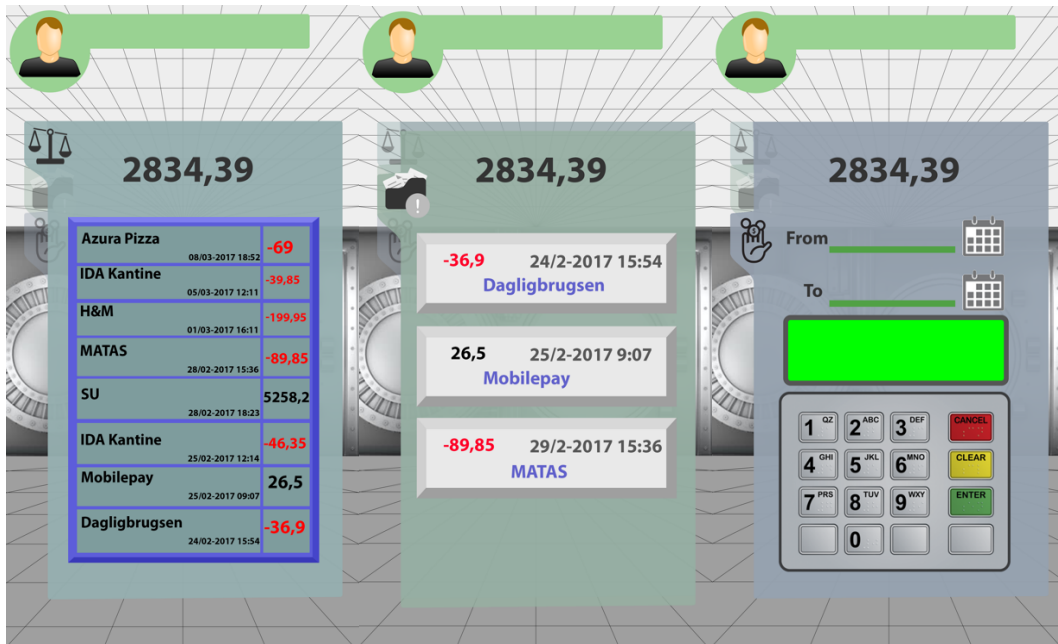 2834,39
Azura Pizza
08/03-2017 18:52
-69
IDA Kantine
05/03-2017 12:11
-39,85
H&M
01/03-2017 16:11
-199,95
MATAS
28/02-2017 15:36
-89,85
SU
28/02-2017 18:23
5258,2
IDA Kantine
25/02-2017 12:14
-46,35
Mobilepay
25/02-2017 09:07
26,5
Dagligbrugsen
24/02-2017 15:54
-36,9
2834,39
-36,9 24/2-2017 15:54
Dagligbrugsen
26,5 25/2-2017 9:07
Mobilepay
-89,85 29/2-2017 15:36
MATAS
2834,39
From
To
1 QZ 2 ABC 3 DEF CANCEL
4 GHI 5 JKL 6 MNO CLEAR
7 PRS 8 TUV 9 WXY ENTER
0